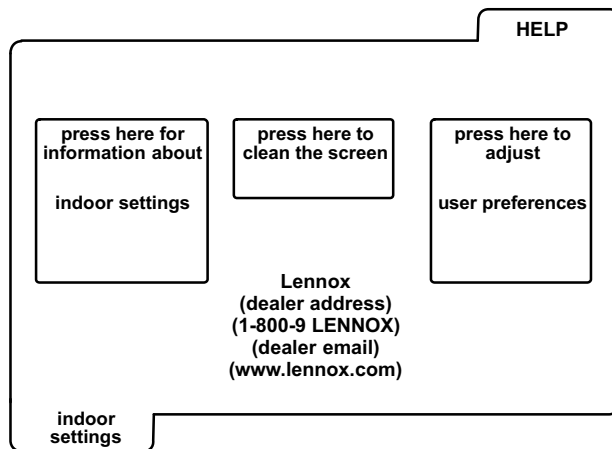 HELP
press here for
information about
indoor settings
press here to
clean the screen
press here to
adjust
user preferences
Lennox
(dealer address)
(1-800-9 LENNOX)
(dealer email)
(www.lennox.com)
indoor
settings